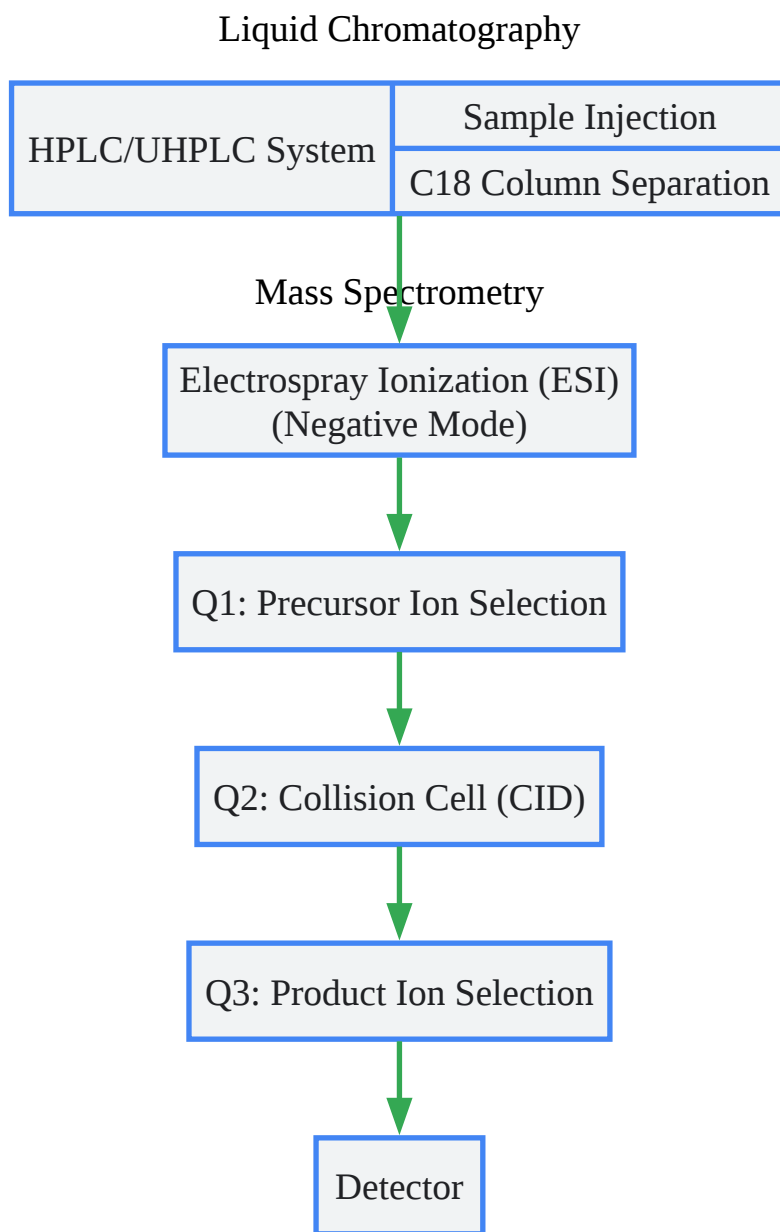 Liquid Chromatography
HPLC/UHPLC System
Sample Injection
C18 Column Separation
Mass Spectrometry
Electrospray Ionization (ESI)
(Negative Mode)
Q1: Precursor Ion Selection
Q2: Collision Cell (CID)
Q3: Product Ion Selection
Detector